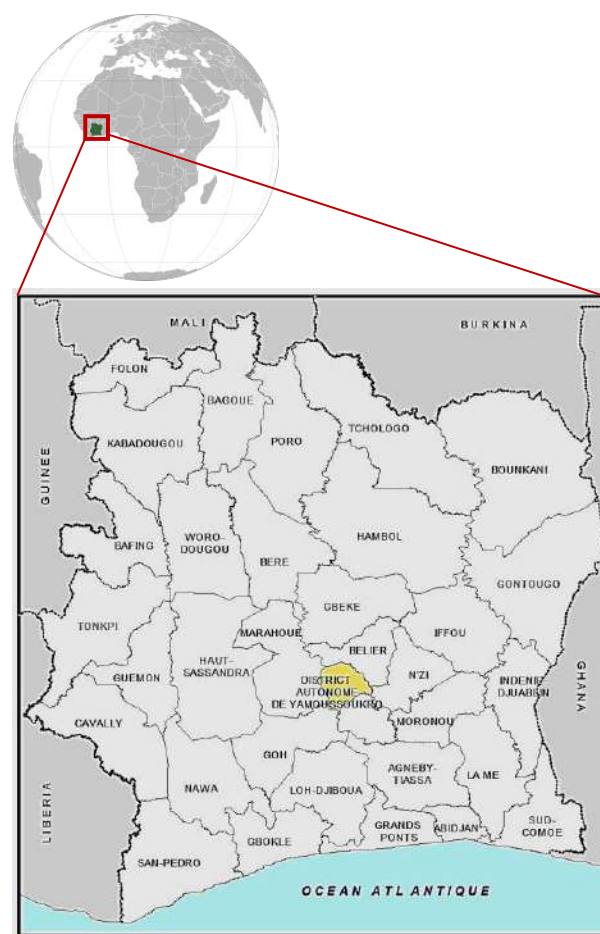 MALI
BURKINA
FOLON
BAGOUE
TCHOLOGO
KABADOUGOU
PORO
BOUNKANI
GUINEE
BAFING
WORO-
DOUGOU
HAMBOL
BERE
GONTOUGO
GBEKE
TONKPI
MARAHOUE
IFFOU
BELIER
HAUT-
SASSANDRA
GUEMON
N'ZI
DISTRICT
AUTONOME
DE YAMOUSSOUKRO
INDENIE
DJUABLIN
GHANA
CAVALLY
MORONOU
GOH
AGNEBY-
TIASSA
LA ME
NAWA
LOH-DJIBOUA
LIBERIA
GRANDS
PONTS
ABIDJAN
SUD-
COMOE
GBOKLE
SAN-PEDRO
OCEAN ATLANTIQUE